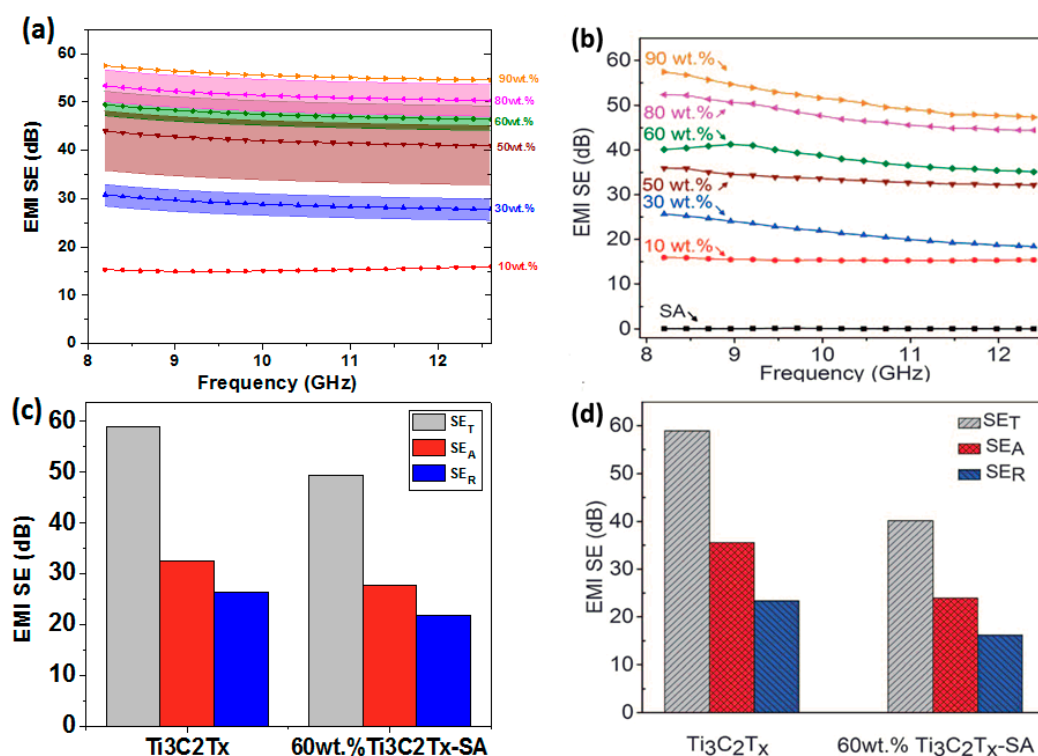 (a)
EMI SE (dB)
60
50
40
30
20
10
0
90wt.%
80wt.%
60wt.%
50wt.%
30wt.%
10wt.%
8 9 10 11 12
Frequency (GHz)
(b)
EMI SE (dB)
60
50
40
30
20
10
0
90 wt.%
80 wt.%
60 wt.%
50 wt.%
30 wt.%
10 wt.%
SA
8 9 10 11 12
Frequency (GHz)
(c)
EMI SE (dB)
60
50
40
30
20
10
0
SET
SEA
SER
Ti3C2Tx 60wt.%Ti3C2Tx-SA
(d)
EMI SE (dB)
60
50
40
30
20
10
0
SET
SEA
SER
Ti3C2Tx 60wt.% Ti3C2Tx-SA